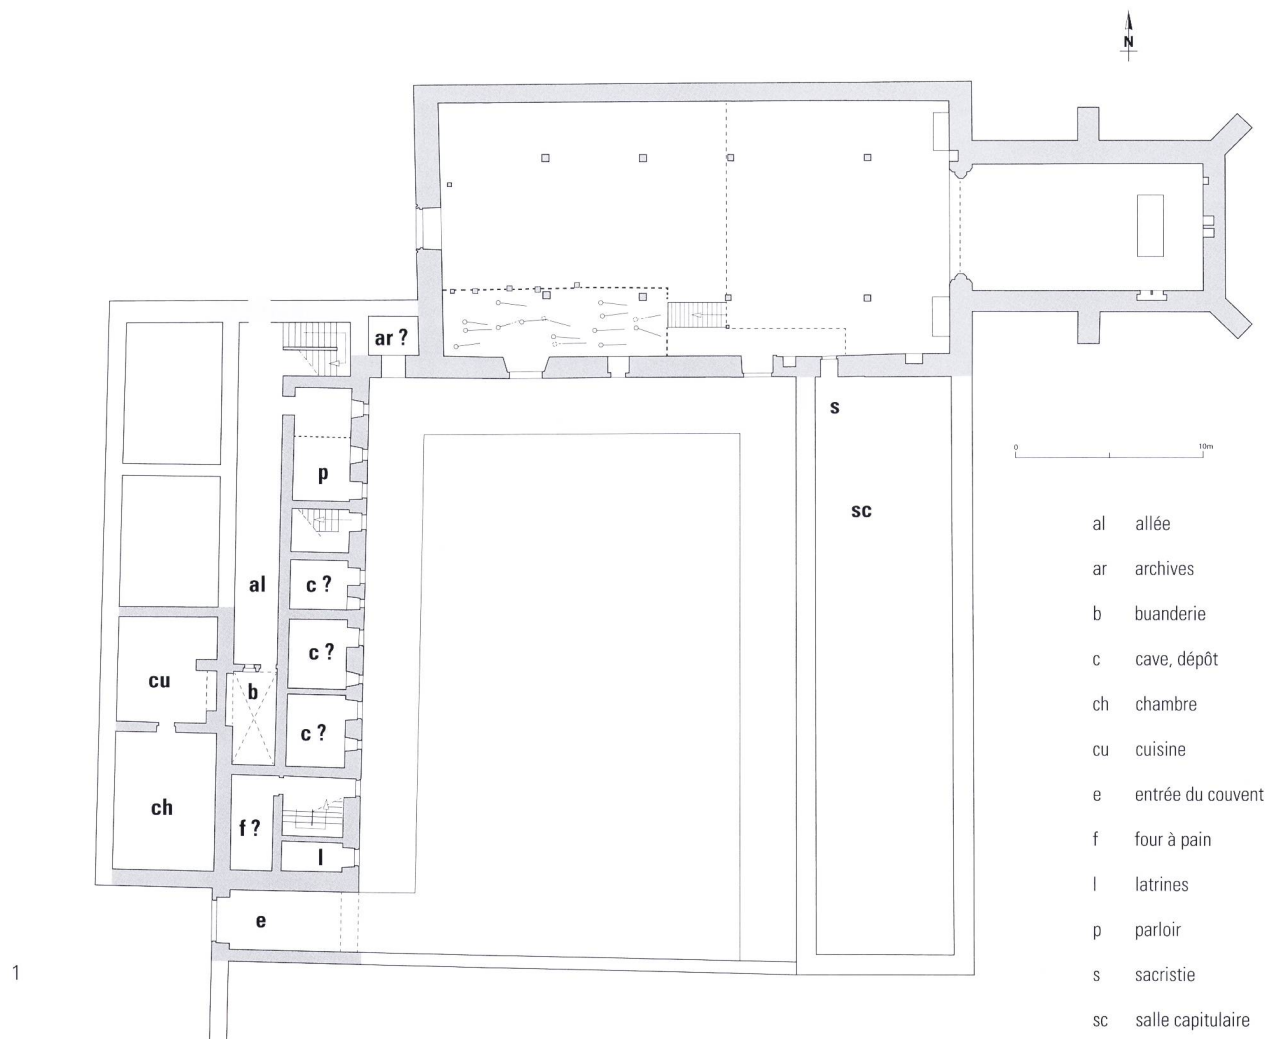 N
ar ?
s
p
sc
0 10m
al
c ?
c ?
cu
b
c ?
ch
f ?
l
e
1
al allée
ar archives
b buanderie
c cave, dépôt
ch chambre
cu cuisine
e entrée du couvent
f four à pain
l latrines
p parloir
s sacristie
sc salle capitulaire